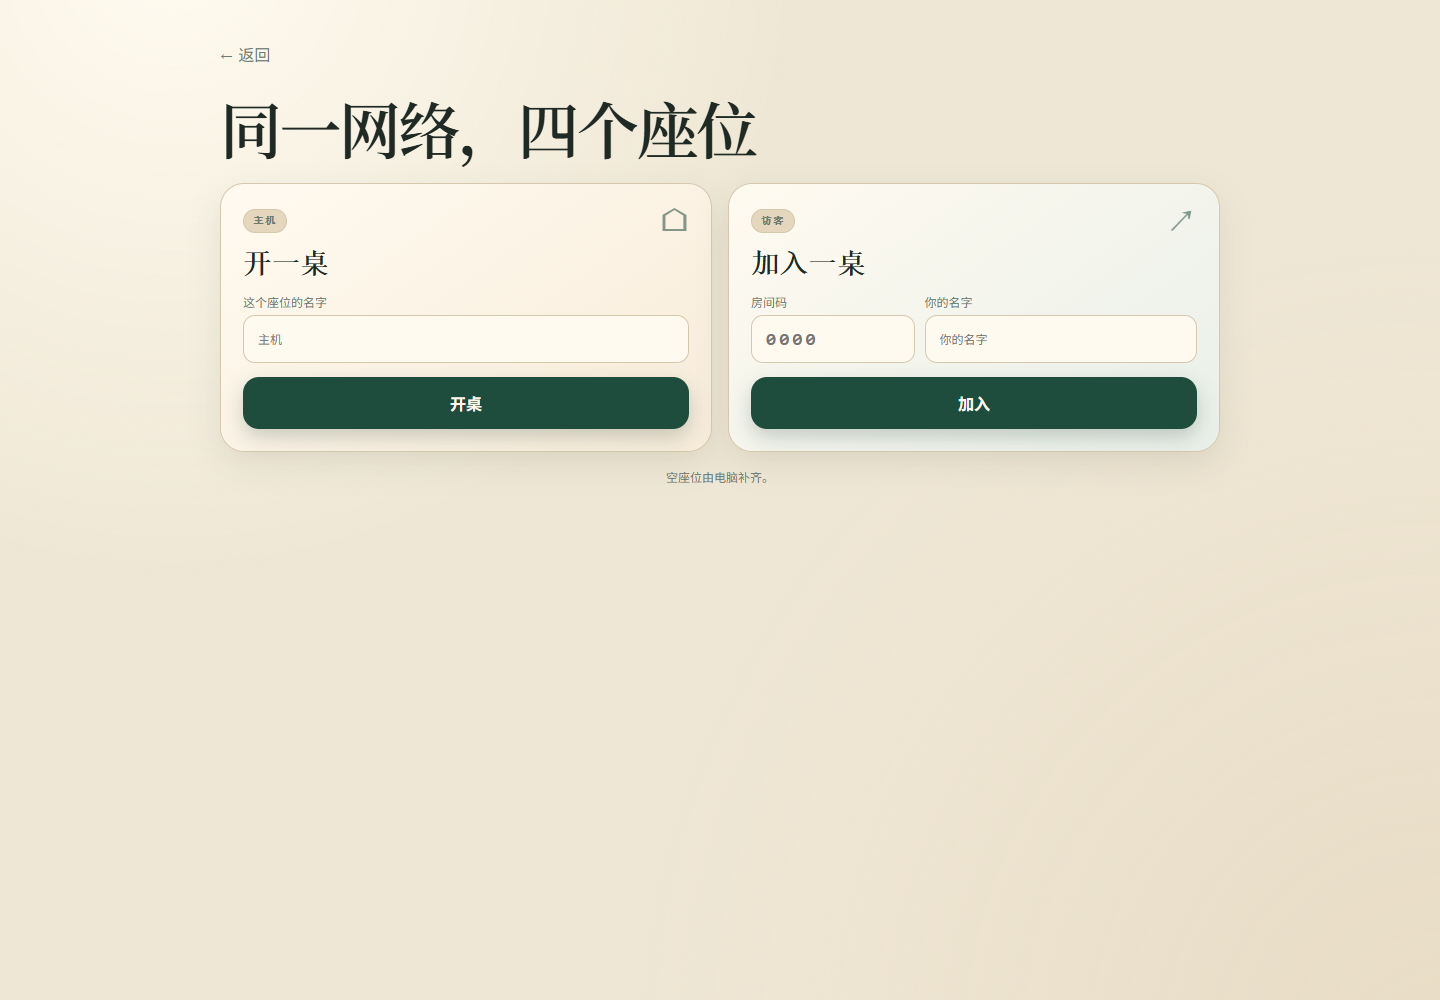 ← 返回
同一网络，四个座位
主机
开一桌
这个座位的名字
主机
开桌
访客
加入一桌
房间码
你的名字
0000
你的名字
加入
空座位由电脑补齐。